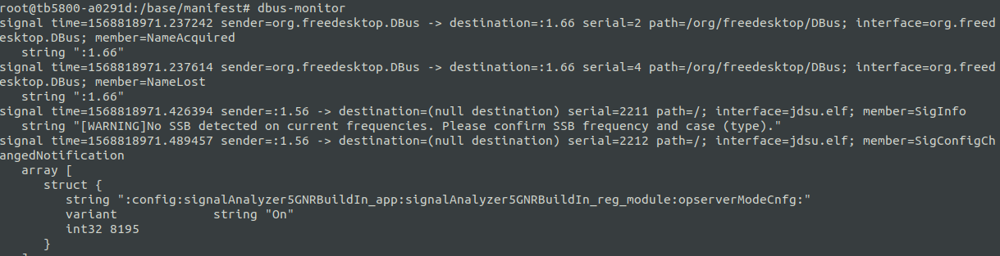 root@tb5800-a0291d:/base/manifest# dbus-monitor
signal time=1568818971.237242 sender=org.freedesktop.DBus -> destination=:1.66 serial=2 path=/org/freedesktop/DBus; interface=org.freed
esktop.DBus; member=NameAcquired
   string ":1.66"
signal time=1568818971.237614 sender=org.freedesktop.DBus -> destination=:1.66 serial=4 path=/org/freedesktop/DBus; interface=org.freed
esktop.DBus; member=NameLost
   string ":1.66"
signal time=1568818971.426394 sender=:1.56 -> destination=(null destination) serial=2211 path=/; interface=jdsu.elf; member=SigInfo
   string "[WARNING]No SSB detected on current frequencies. Please confirm SSB frequency and case (type)."
signal time=1568818971.489457 sender=:1.56 -> destination=(null destination) serial=2212 path=/; interface=jdsu.elf; member=SigConfigCh
angedNotification
   array [
      struct {
         string ":config:signalAnalyzer5GNRBuildIn_app:signalAnalyzer5GNRBuildIn_reg_module:opserverModeCnfg:"
         variant             string "On"
         int32 8195
      }